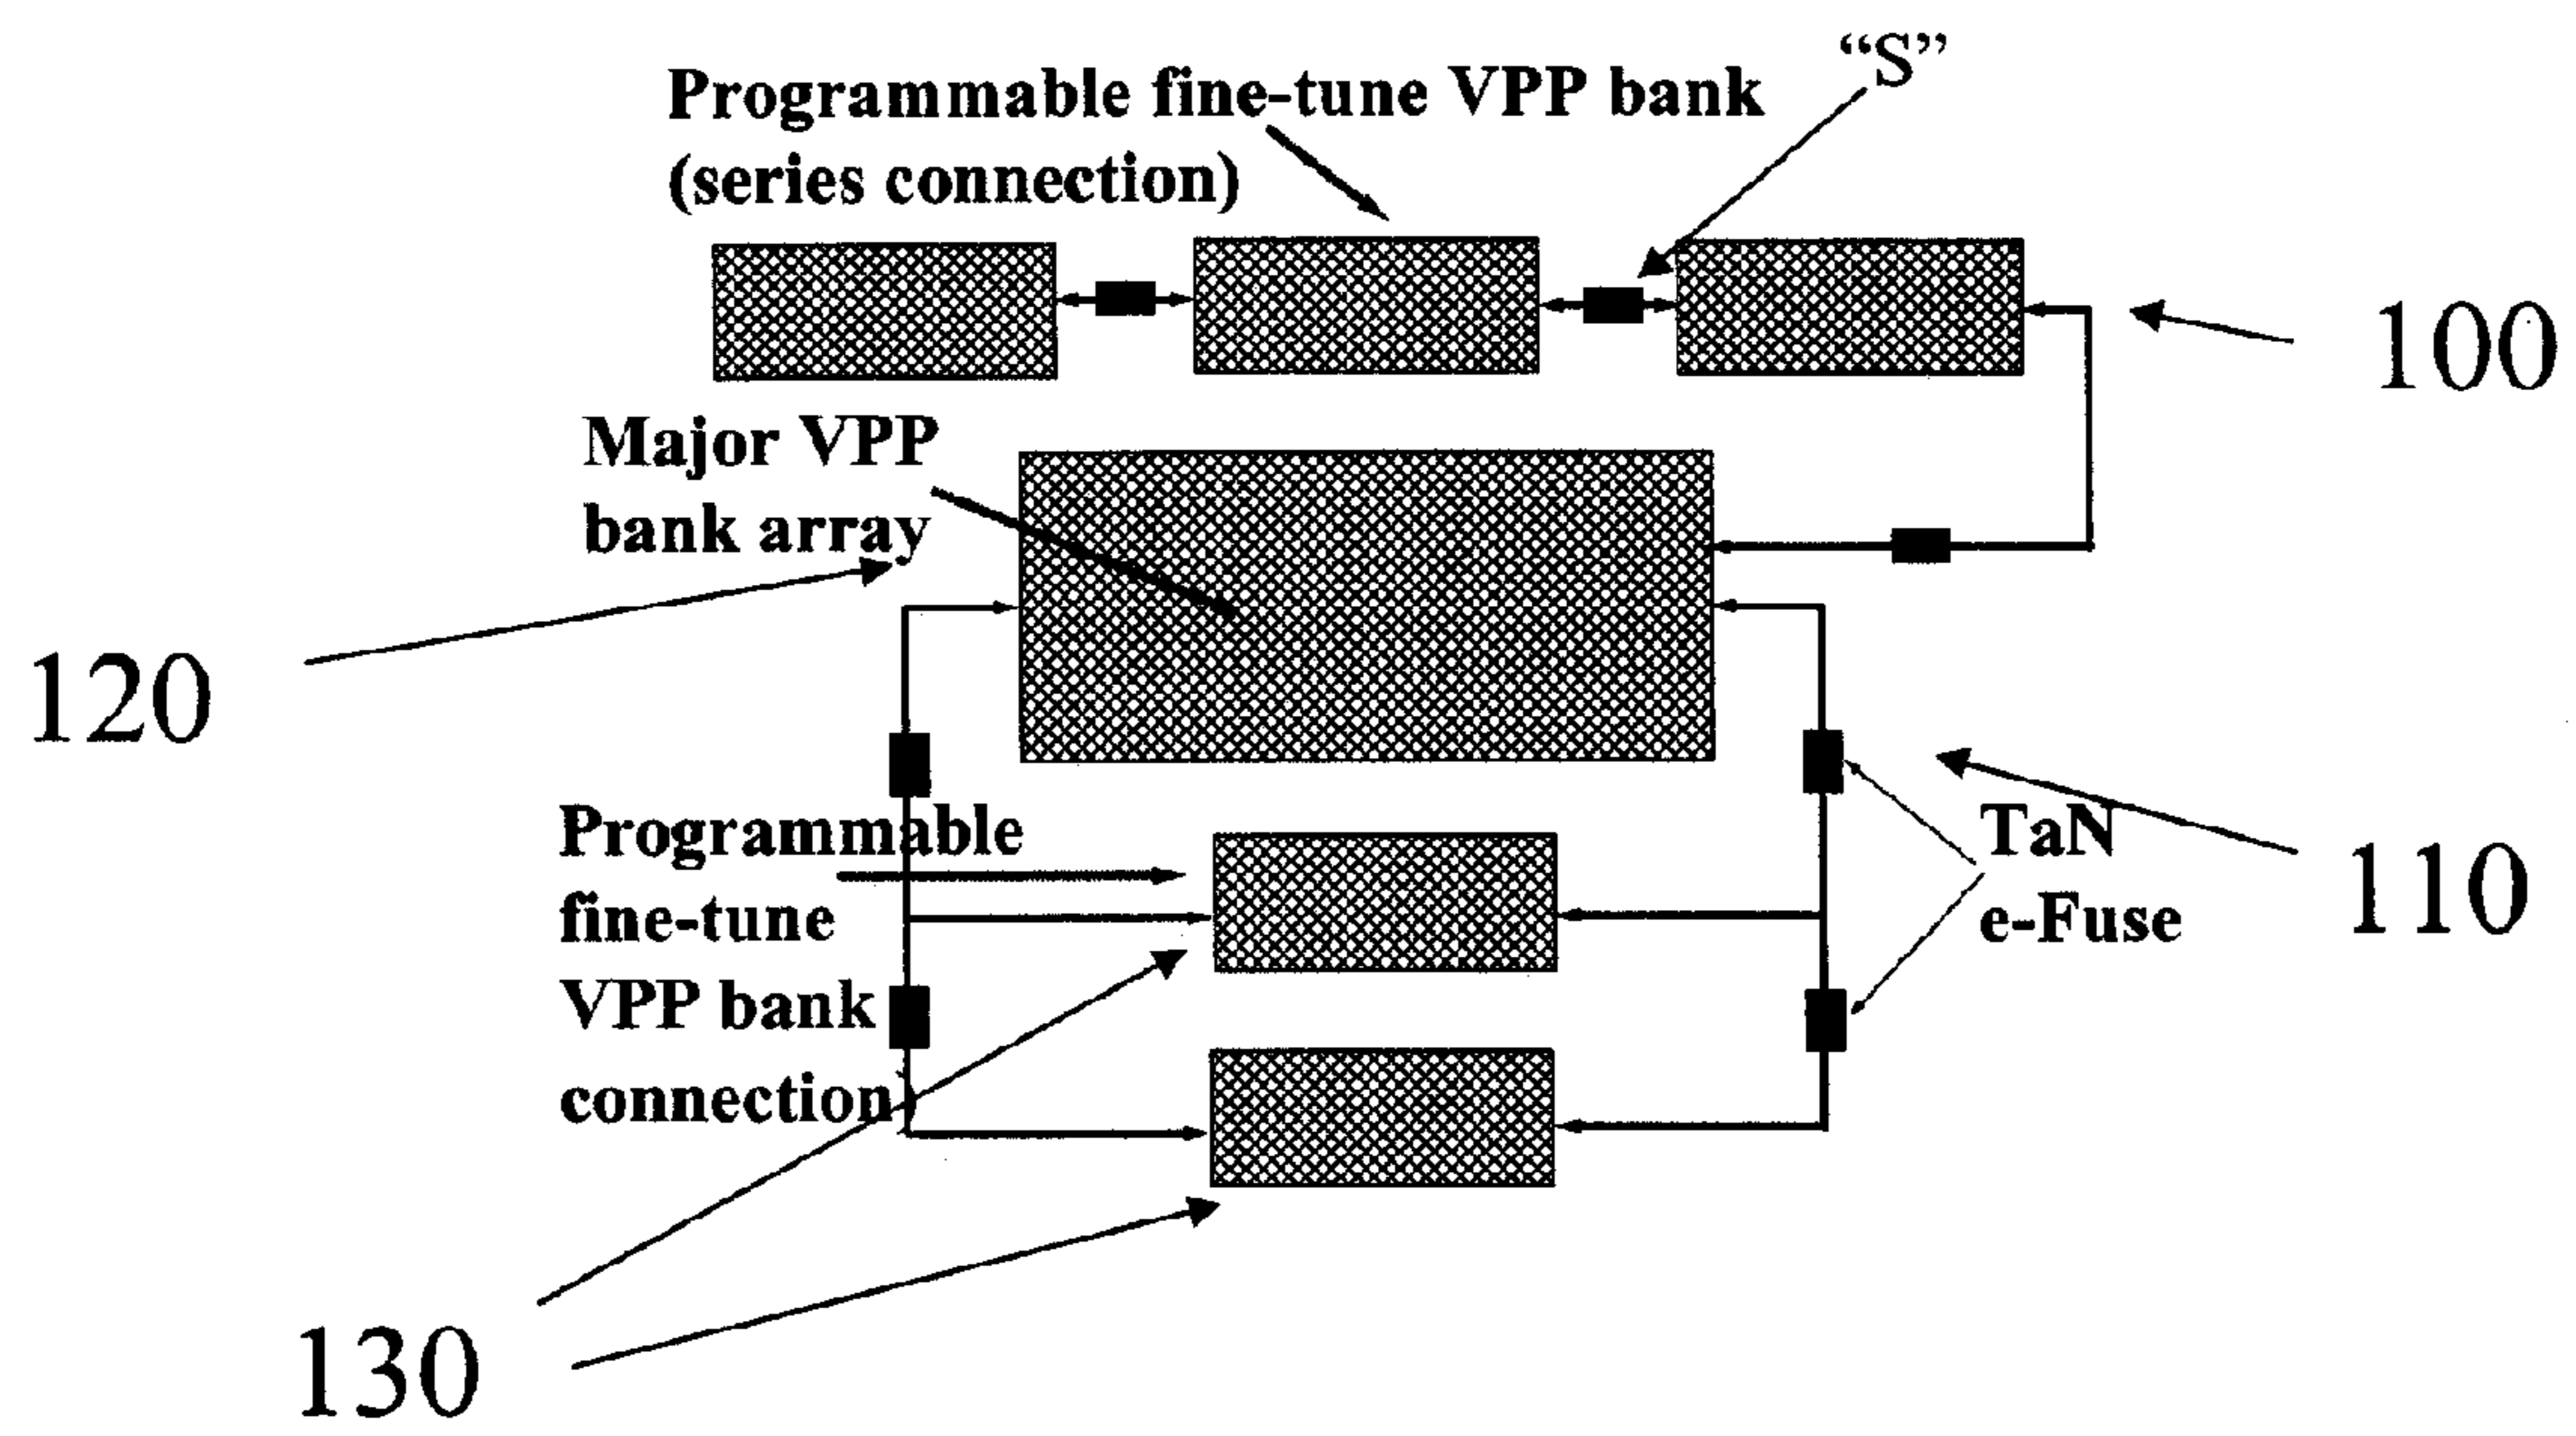 “S”
Programmable fine-tune VPP bank
(series connection)
100
Major VPP
bank array
120
Programmable
fine-tune
VPP bank
connection)
TaN
e-Fuse
110
130